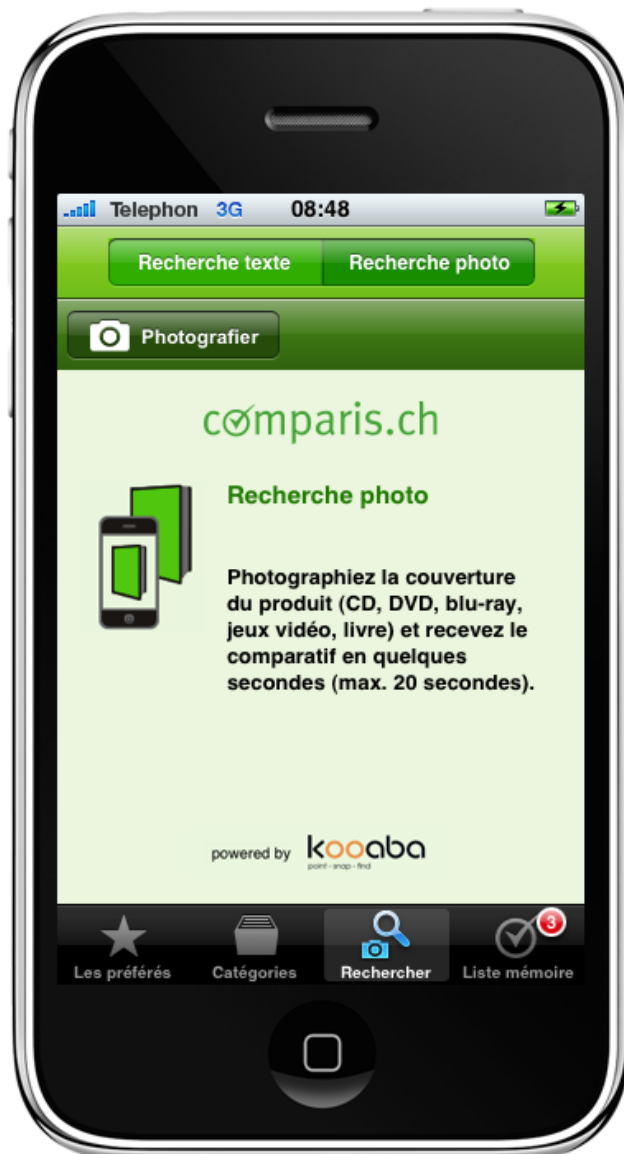 Telephon 3G 08:48
Recherche texte Recherche photo
Photografier
comparis.ch
Recherche photo
Photographiez la couverture
du produit (CD, DVD, blu-ray,
jeux vidéo, livre) et recevez le
comparatif en quelques
secondes (max. 20 secondes).
powered by kooaba
point - snap - find
3
Les préférés Catégories Rechercher Liste mémoire